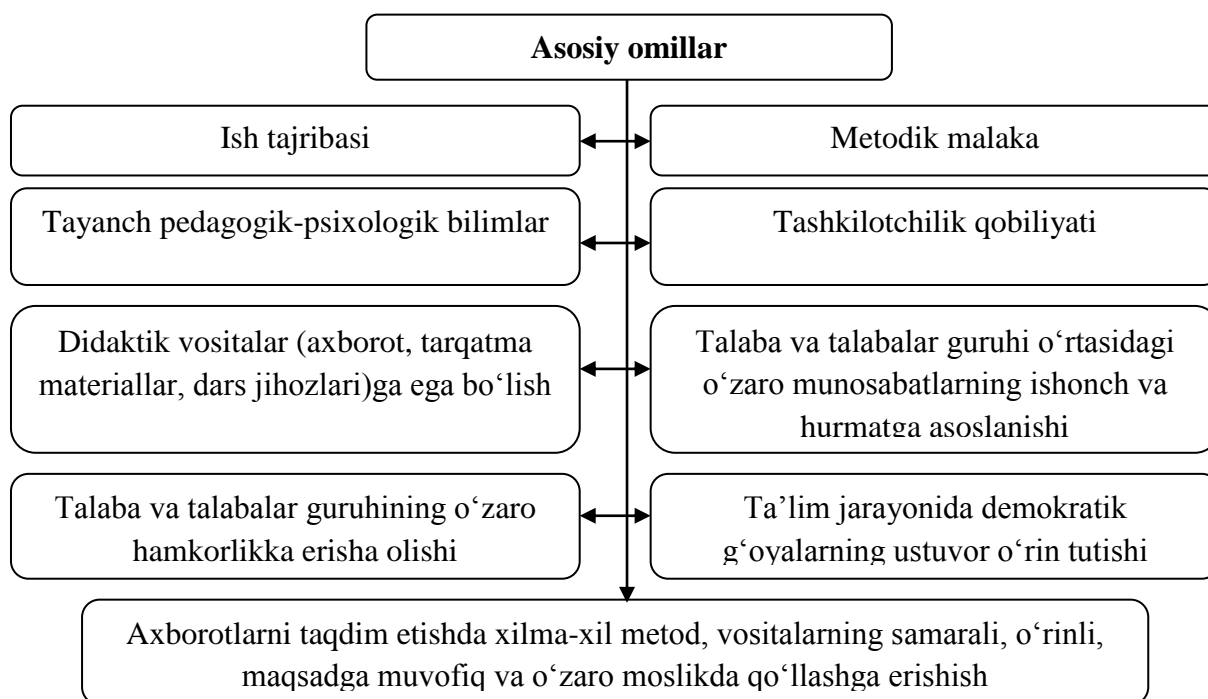 Asosiy omillar
Ish tajribasi
Metodik malaka
Tayanch pedagogik-psixologik bilimlar
Tashkilotchilik qobiliyati
Didaktik vositalar (axborot, tarqatma
materiallar, dars jihozlari)ga ega bo‘lish
Talaba va talabalar guruhi o‘rtasidagi
o‘zaro munosabatlarning ishonch va
hurmatga asoslanishi
Talaba va talabalar guruhining o‘zaro
hamkorlikka erisha olishi
Ta’lim jarayonida demokratik
g‘oyalarning ustuvor o‘rin tutishi
Axborotlarni taqdim etishda xilma-xil metod, vositalarning samarali, o‘rinli,
maqsadga muvofiq va o‘zaro moslikda qo‘llashga erishish